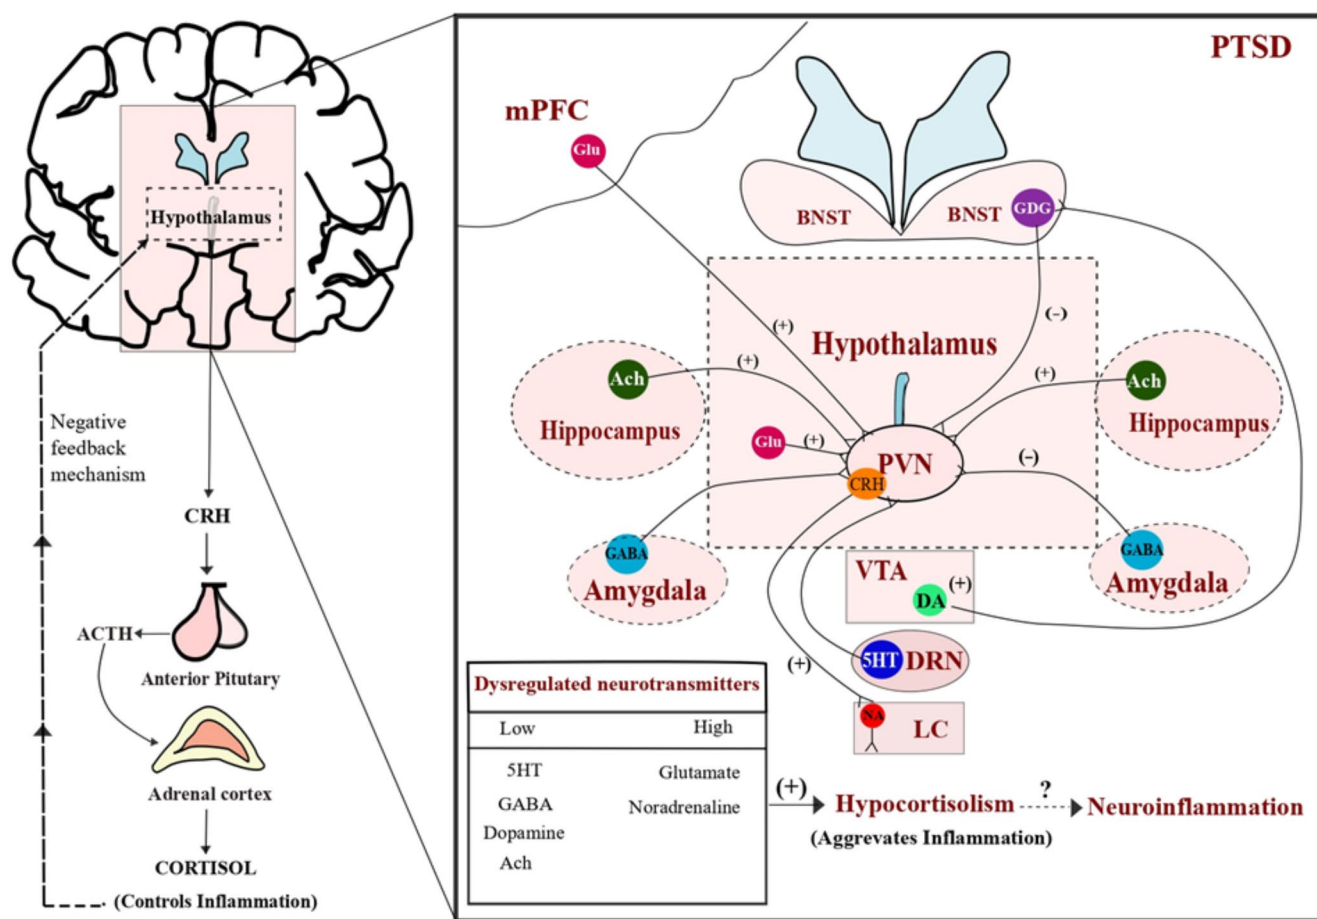 Hypothalamus
Negative
feedback
mechanism
CRH
ACTH
Anterior Pitutary
Adrenal cortex
CORTISOL
(Controls Inflammation)
PTSD
mPFC
Glu
BNST
BNST
GDG
(+)
(–)
Hypothalamus
Ach
(+)
Hippocampus
(+)
Ach
Hippocampus
Glu
(+)
PVN
CRH
(–)
GABA
Amygdala
GABA
Amygdala
VTA
DA
(+)
5HT
DRN
(+)
NA
LC
Dysregulated neurotransmitters
Low
High
5HT
Glutamate
GABA
Noradrenaline
Dopamine
Ach
(+)
Hypocortisolism
?
Neuroinflammation
(Aggrevates Inflammation)